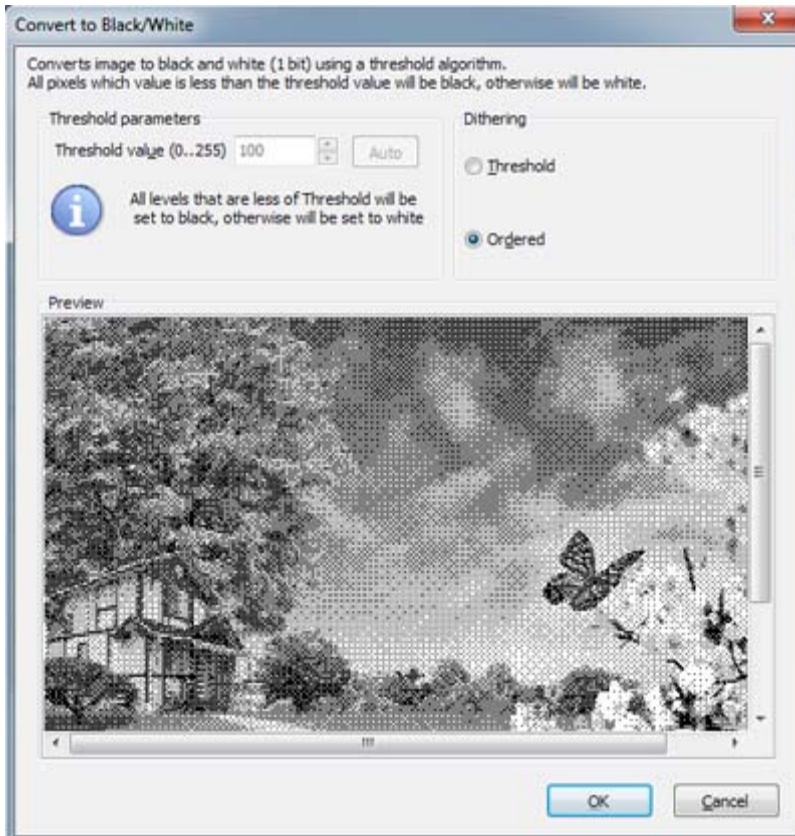 Convert to Black/White
Converts image to black and white (1 bit) using a threshold algorithm.
All pixels which value is less than the threshold value will be black, otherwise will be white.
Threshold parameters
Threshold value (0..255) 100 Auto
All levels that are less of Threshold will be
set to black, otherwise will be set to white
Dithering
Threshold
Ordered
Preview
OK Cancel